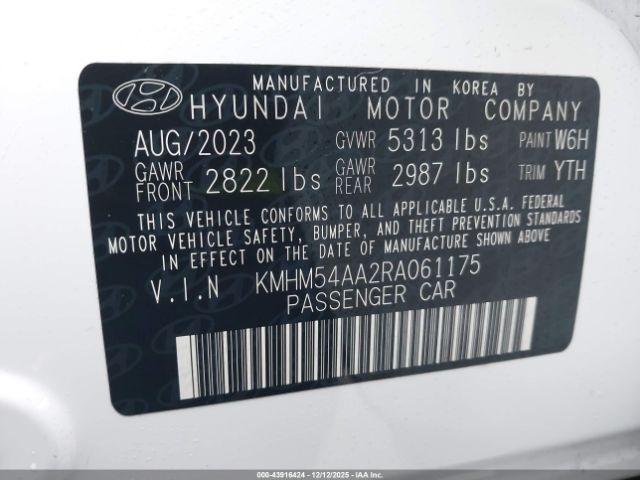 MANUFACTURED IN KOREA BY
HYUNDAI MOTOR COMPANY
AUG/2023 GVWR 5313 lbs PAINT W6H
GAWR FRONT 2822 lbs GAWR REAR 2987 lbs TRIM YTH
THIS VEHICLE CONFORMS TO ALL APPLICABLE U.S.A. FEDERAL
MOTOR VEHICLE SAFETY, BUMPER, AND THEFT PREVENTION STANDARDS
IN EFFECT ON THE DATE OF MANUFACTURE SHOWN ABOVE.
V.I.N KMHM54AA2RA061175
PASSENGER CAR
000-43916424 | 12/12/2025 - COPART